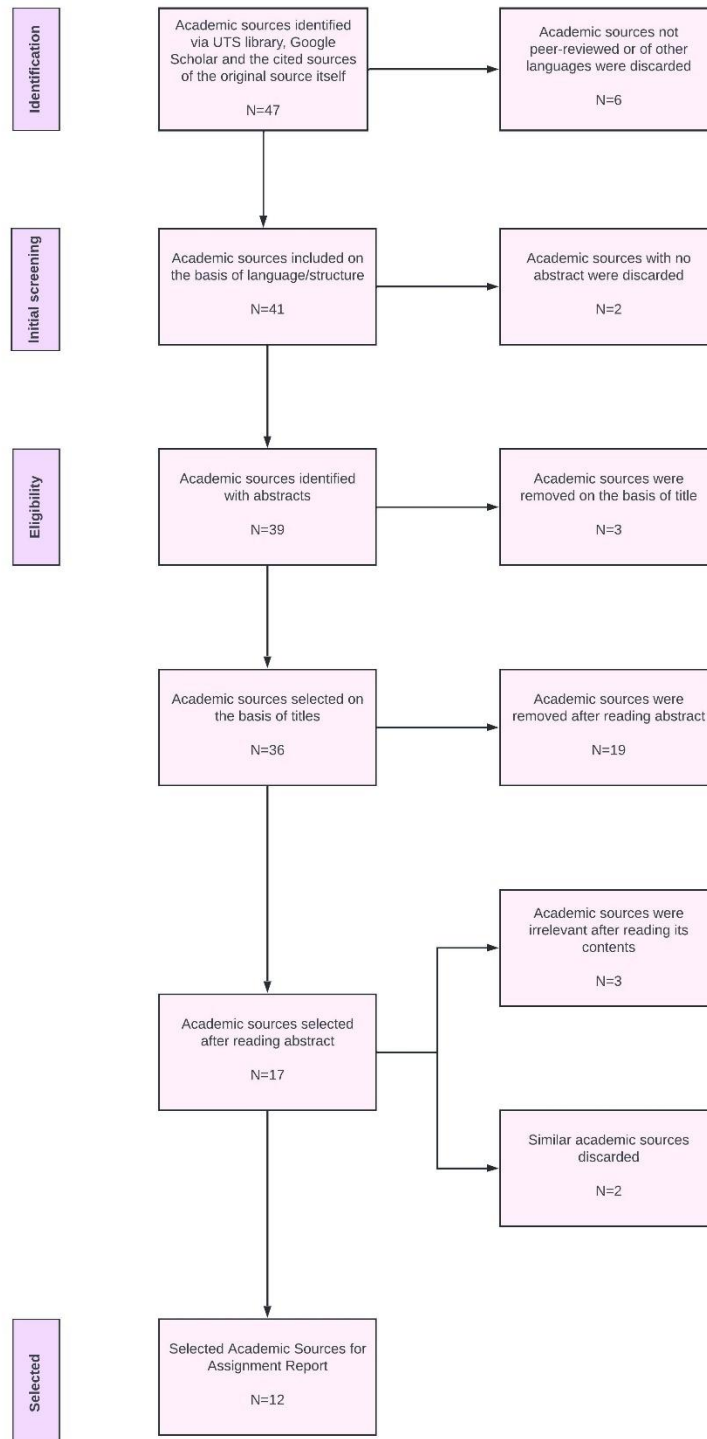 Identification
Academic sources identified
via UTS library, Google
Scholar and the cited sources
of the original source itself
N=47
Academic sources not
peer-reviewed or of other
languages were discarded
N=6
Initial screening
Academic sources included on
the basis of language/structure
N=41
Academic sources with no
abstract were discarded
N=2
Eligibility
Academic sources identified
with abstracts
N=39
Academic sources were
removed on the basis of title
N=3
Academic sources selected on
the basis of titles
N=36
Academic sources were
removed after reading abstract
N=19
Academic sources were
irrelevant after reading its
contents
N=3
Academic sources selected
after reading abstract
N=17
Similar academic sources
discarded
N=2
Selected
Selected Academic Sources for
Assignment Report
N=12